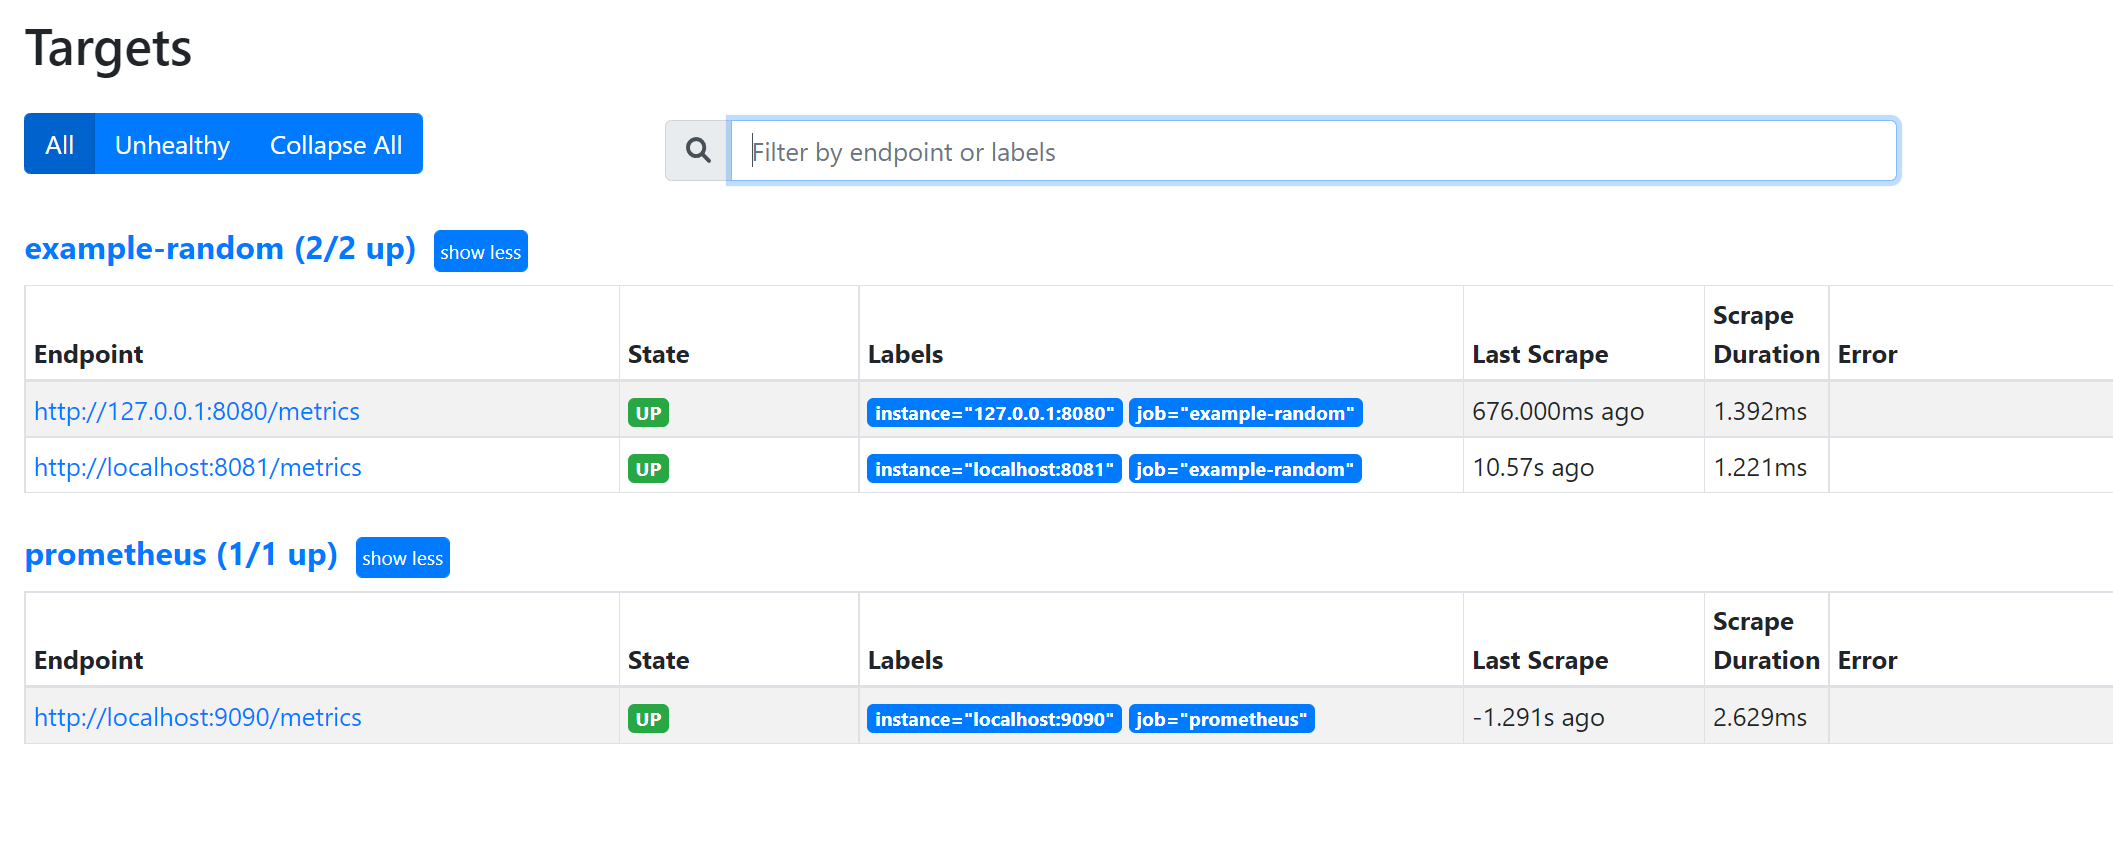 Targets
All Unhealthy Collapse All
Filter by endpoint or labels
example-random (2/2 up) show less
Endpoint State Labels Last Scrape Scrape Duration Error
http://127.0.0.1:8080/metrics UP instance="127.0.0.1:8080" job="example-random" 676.000ms ago 1.392ms
http://localhost:8081/metrics UP instance="localhost:8081" job="example-random" 10.57s ago 1.221ms
prometheus (1/1 up) show less
Endpoint State Labels Last Scrape Scrape Duration Error
http://localhost:9090/metrics UP instance="localhost:9090" job="prometheus" -1.291s ago 2.629ms